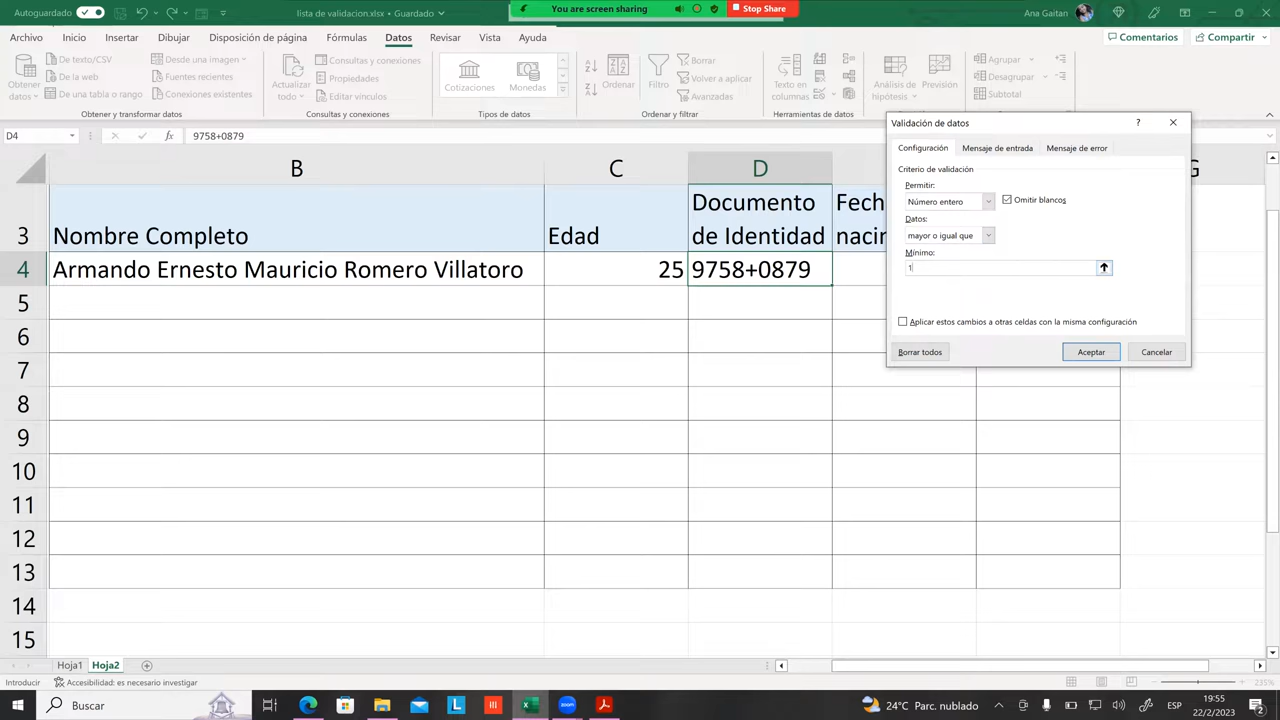 Autoguardado
lista de validacion.xlsx • Guardado
You are screen sharing
Stop Share
Ana Gaitan
Archivo Inicio Insertar Dibujar Disposición de página Fórmulas Datos Revisar Vista Ayuda
Comentarios Compartir
Obtener datos
De texto/CSV
De la web
De una tabla o rango
Desde una imagen
Fuentes recientes
Conexiones existentes
Obtener y transformar datos
Actualizar todo
Consultas y conexiones
Propiedades
Editar vínculos
Consultas y conexiones
Cotizaciones Monedas
Tipos de datos
Ordenar Filtro
Borrar
Volver a aplicar
Avanzadas
Ordenar y filtrar
Texto en columnas
Herramientas de datos
Análisis de hipótesis
Previsión
Agrupar
Desagrupar
Subtotal
D4
fx
9758+0879
B C D G
3
Nombre Completo
Edad
Documento
de Identidad
Fech
nacin
4
Armando Ernesto Mauricio Romero Villatoro
25
9758+0879
5
6
7
8
9
10
11
12
13
14
15
Validación de datos
?
Configuración Mensaje de entrada Mensaje de error
Criterio de validación
Permitir:
Número entero
Omitir blancos
Datos:
mayor o igual que
Mínimo:
1
Aplicar estos cambios a otras celdas con la misma configuración
Borrar todos Aceptar Cancelar
Hoja1 Hoja2
Introducir
Accesibilidad: es necesario investigar
235%
Buscar
24°C Parc. nublado
ESP
19:55
22/2/2023
2